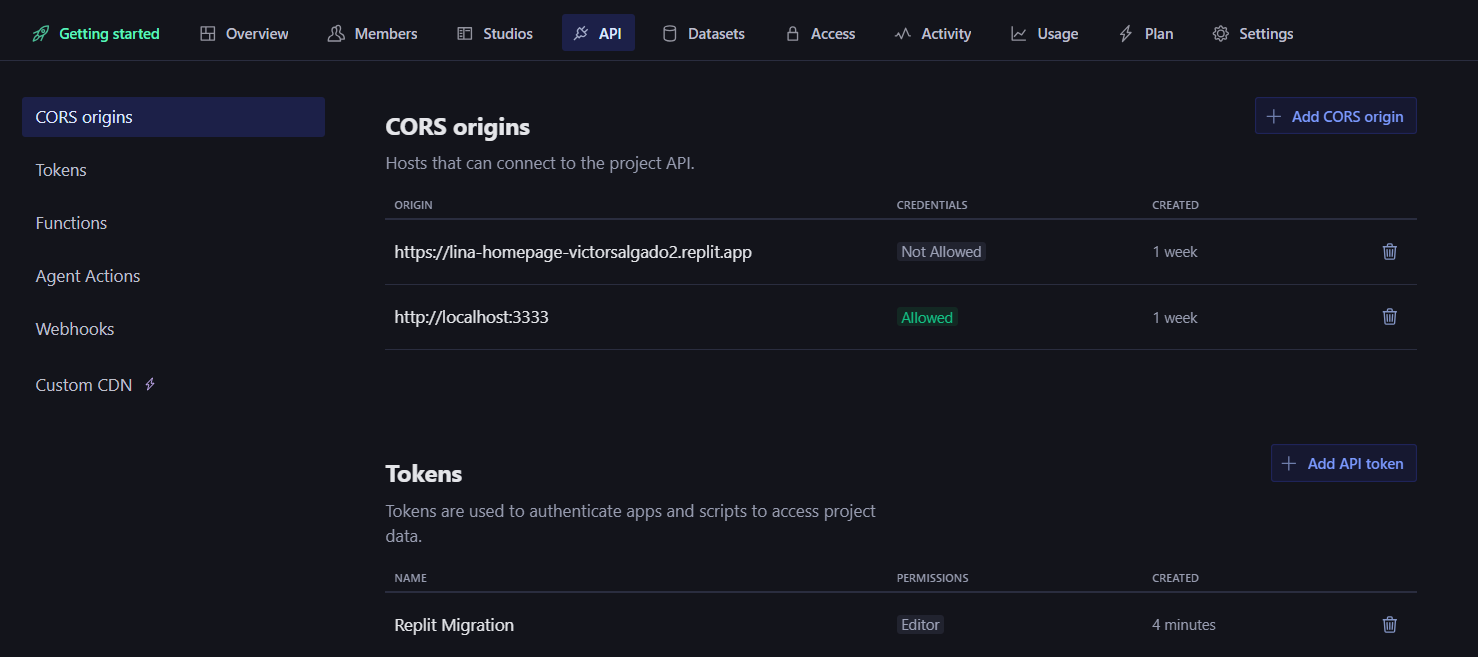 Getting started Overview Members Studios API Datasets Access Activity Usage Plan Settings
CORS origins
Tokens
Functions
Agent Actions
Webhooks
Custom CDN
CORS origins
Add CORS origin
Hosts that can connect to the project API.
ORIGIN CREDENTIALS CREATED
https://lina-homepage-victorsalgado2.replit.app Not Allowed 1 week
http://localhost:3333 Allowed 1 week
Tokens
Add API token
Tokens are used to authenticate apps and scripts to access project
data.
NAME PERMISSIONS CREATED
Replit Migration Editor 4 minutes